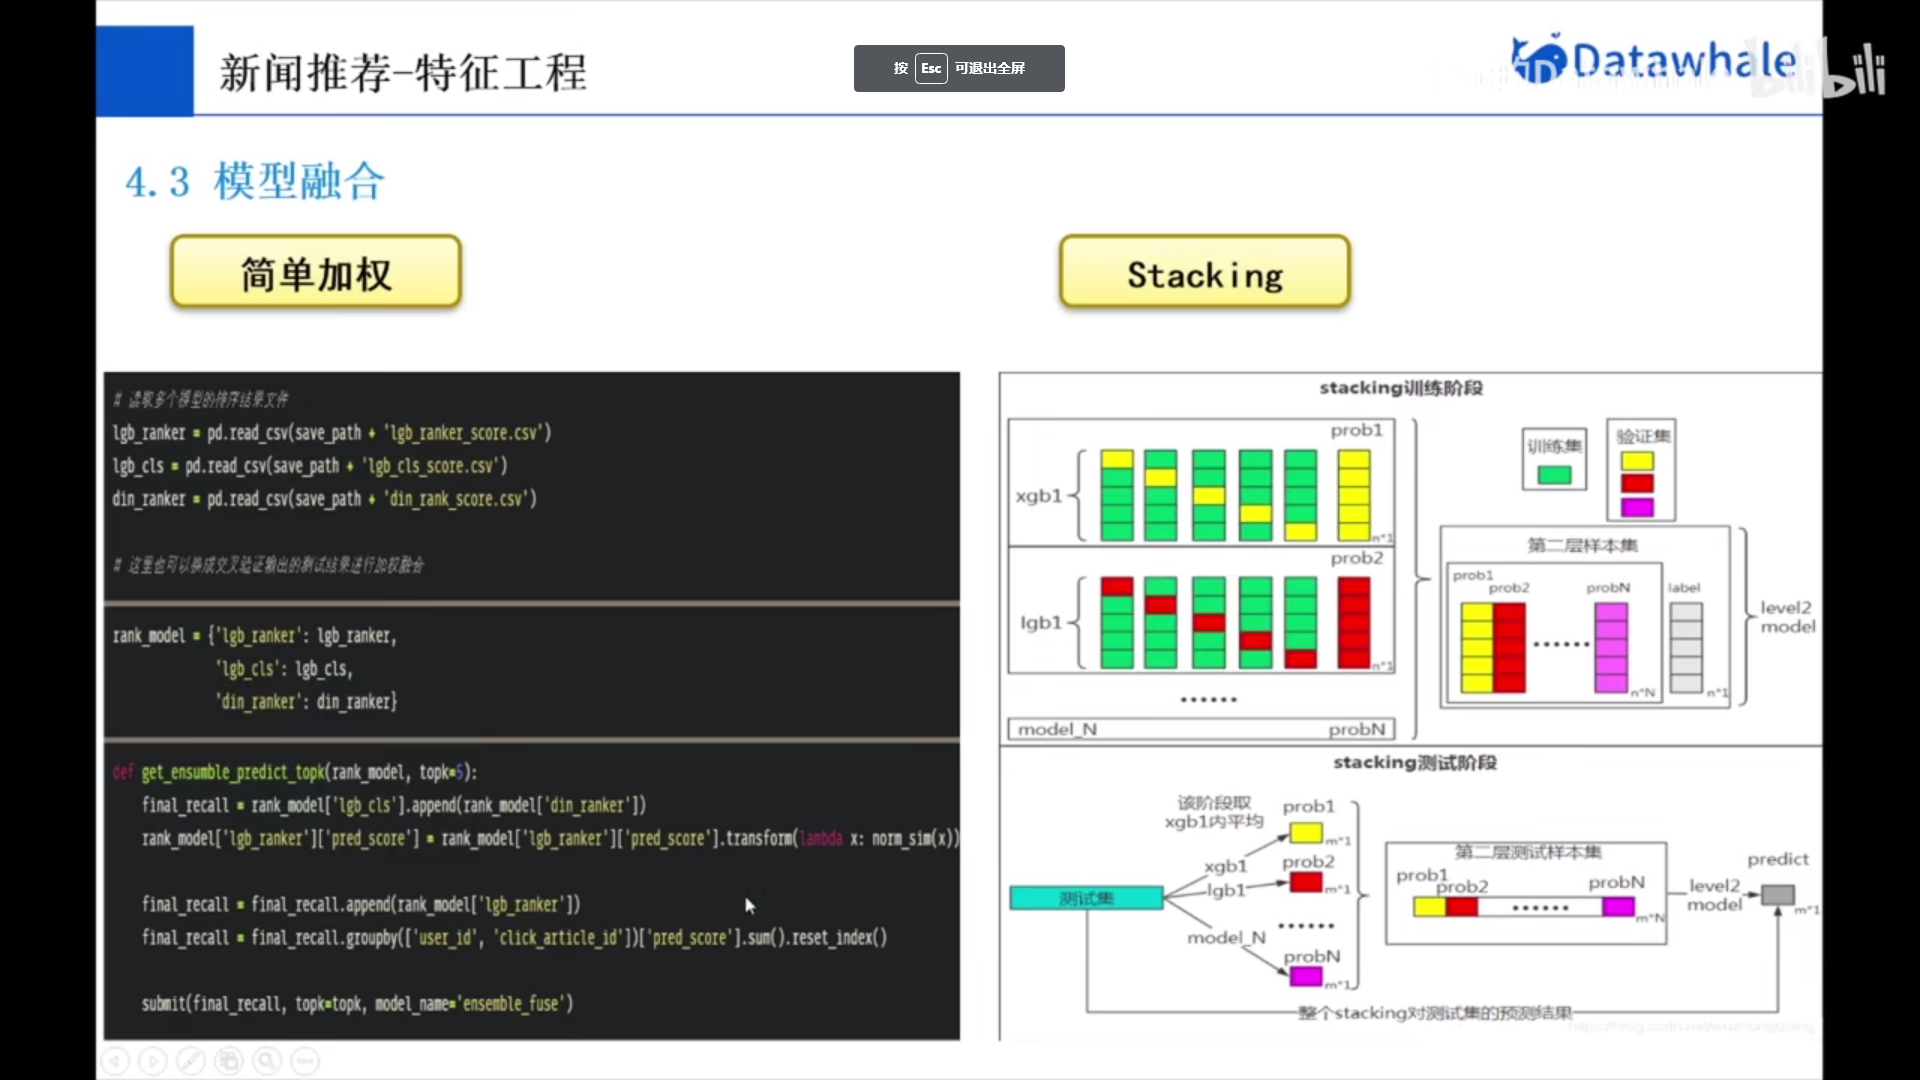 新闻推荐-特征工程
按 Esc 可退出全屏
Datawhale
bilibili
4.3 模型融合
简单加权
Stacking
# 读取多个模型的排序结果文件
lgb_ranker = pd.read_csv(save_path + 'lgb_ranker_score.csv')
lgb_cls = pd.read_csv(save_path + 'lgb_cls_score.csv')
din_ranker = pd.read_csv(save_path + 'din_rank_score.csv')
# 这里也可以换成交叉验证输出的测试结果进行加权融合
rank_model = {'lgb_ranker': lgb_ranker,
'lgb_cls': lgb_cls,
'din_ranker': din_ranker}
def get_ensumble_predict_topk(rank_model, topk=5):
final_recall = rank_model['lgb_cls'].append(rank_model['din_ranker'])
rank_model['lgb_ranker']['pred_score'] = rank_model['lgb_ranker']['pred_score'].transform(lambda x: norm_sim(x))
final_recall = final_recall.append(rank_model['lgb_ranker'])
final_recall = final_recall.groupby(['user_id', 'click_article_id'])['pred_score'].sum().reset_index()
submit(final_recall, topk=topk, model_name='ensemble_fuse')
stacking训练阶段
prob1
xgb1
n*1
prob2
lgb1
n*1
......
model_N probN
训练集
验证集
第二层样本集
prob1
prob2
probN
label
......
n*N
n*1
level2
model
stacking测试阶段
该阶段取
xgb1内平均
prob1
m*1
xgb1
prob2
lgb1
m*1
测试集
......
model_N
probN
m*1
第二层测试样本集
prob1
prob2
probN
......
m*N
level2
model
predict
m*1
整个stacking对测试集的预测结果